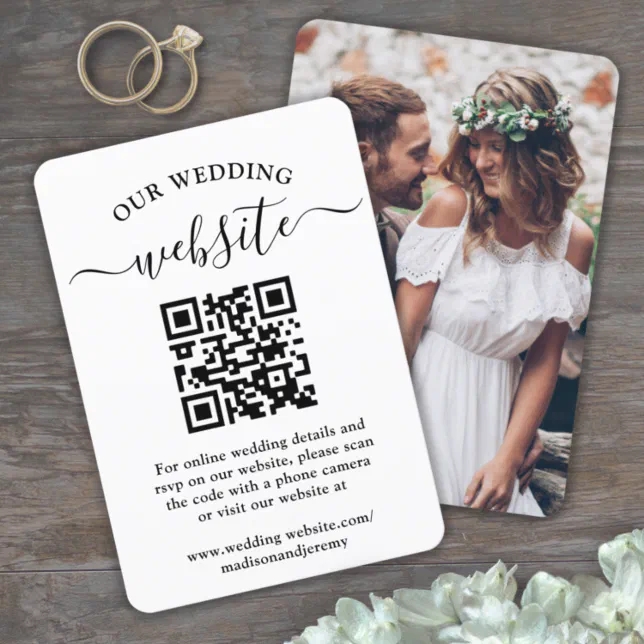 OUR WEDDING
website
For online wedding details and
rsvp on our website, please scan
the code with a phone camera
or visit our website at
www.wedding website.com/
madisonandjeremy